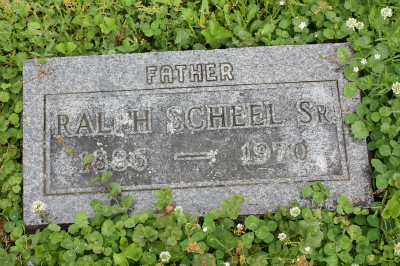 FATHER
RALPH SCHEEL SR.
1885 — 1970